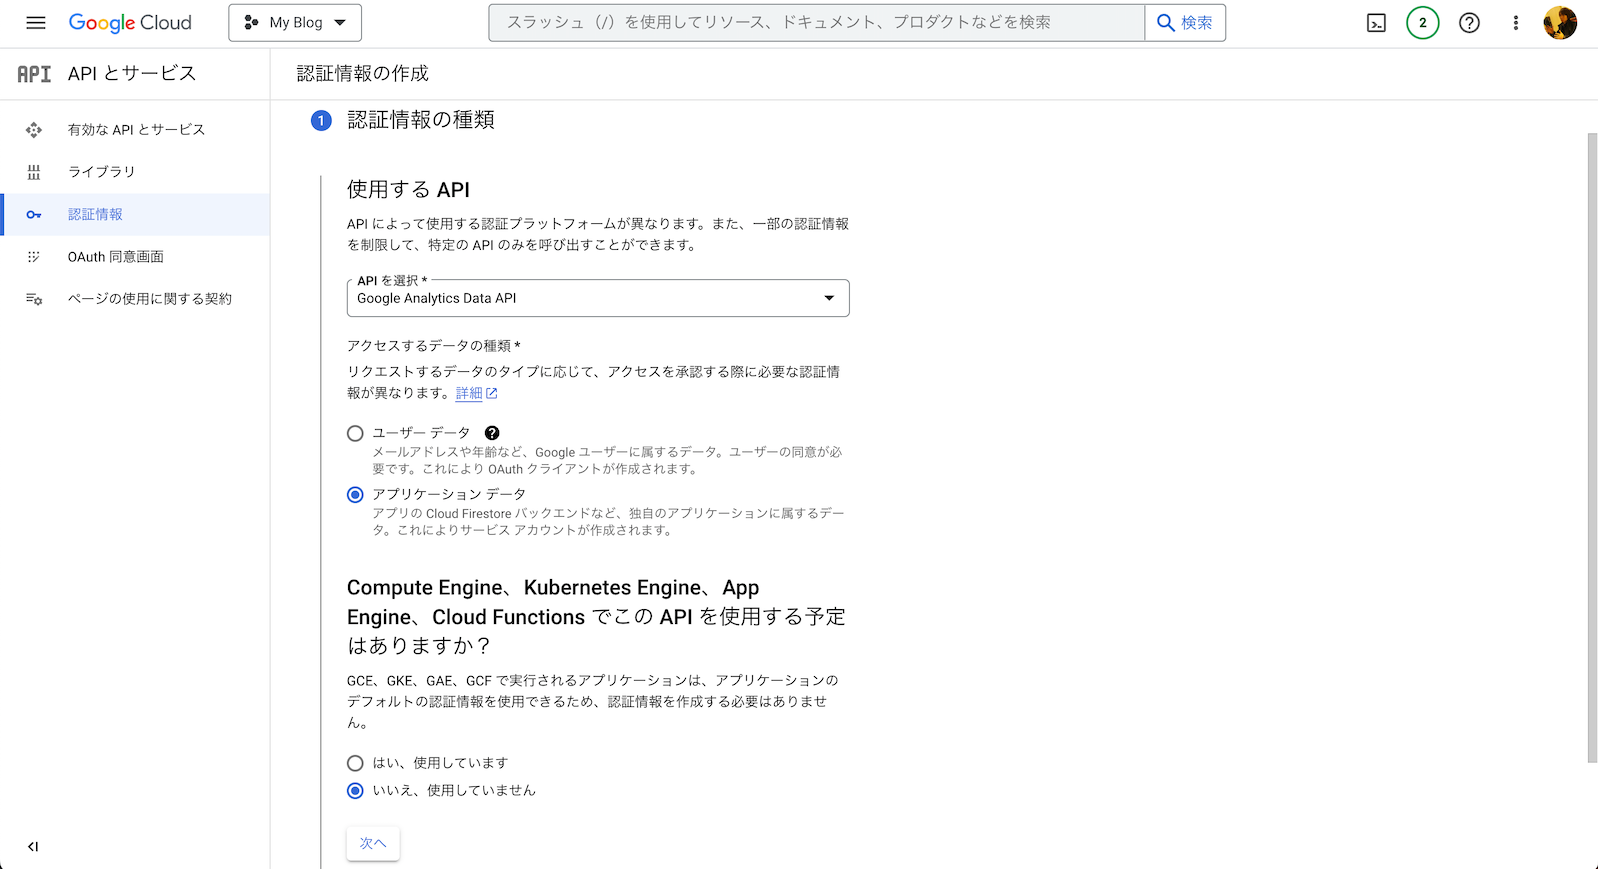 Google Cloud
My Blog
スラッシュ（/）を使用してリソース、ドキュメント、プロダクトなどを検索
検索
2
API API とサービス
認証情報の作成
有効な API とサービス
ライブラリ
認証情報
OAuth 同意画面
ページの使用に関する契約
1 認証情報の種類
使用する API
API によって使用する認証プラットフォームが異なります。また、一部の認証情報
を制限して、特定の API のみを呼び出すことができます。
API を選択 *
Google Analytics Data API
アクセスするデータの種類 *
リクエストするデータのタイプに応じて、アクセスを承認する際に必要な認証情
報が異なります。詳細
ユーザー データ
メールアドレスや年齢など、Google ユーザーに属するデータ。ユーザーの同意が必
要です。これにより OAuth クライアントが作成されます。
アプリケーション データ
アプリの Cloud Firestore バックエンドなど、独自のアプリケーションに属するデー
タ。これによりサービス アカウントが作成されます。
Compute Engine、Kubernetes Engine、App
Engine、Cloud Functions でこの API を使用する予定
はありますか？
GCE、GKE、GAE、GCF で実行されるアプリケーションは、アプリケーションの
デフォルトの認証情報を使用できるため、認証情報を作成する必要はありませ
ん。
はい、使用しています
いいえ、使用していません
次へ